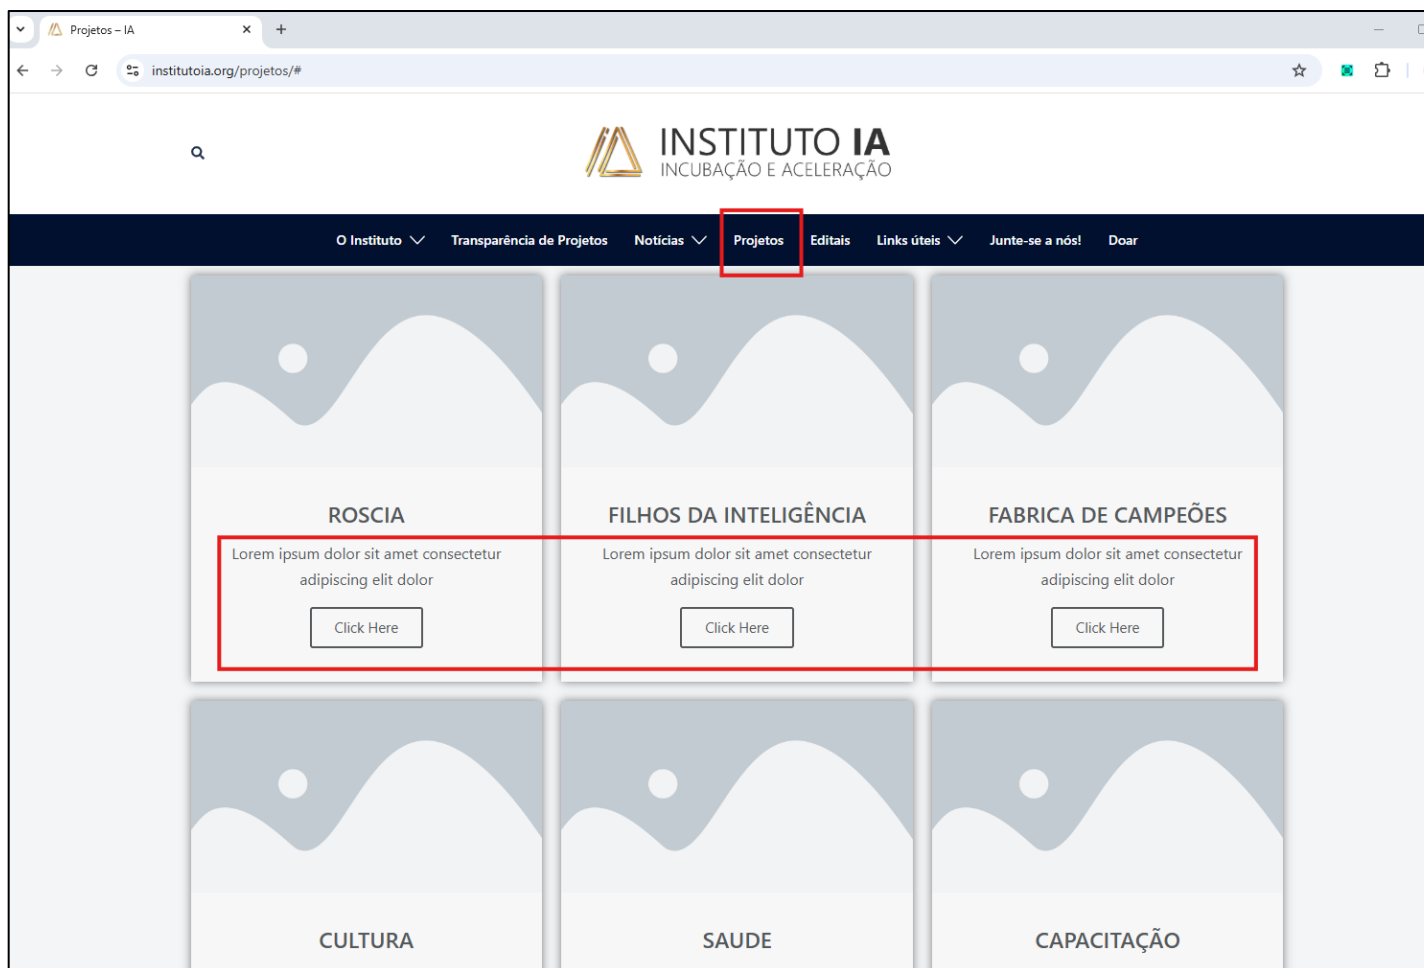 Projetos – IA
institutoia.org/projetos/#
INSTITUTO IA
INCUBAÇÃO E ACELERAÇÃO
O Instituto Transparência de Projetos Notícias Projetos Editais Links úteis Junte-se a nós! Doar
ROSCIA
Lorem ipsum dolor sit amet consectetur
adipiscing elit dolor
Click Here
FILHOS DA INTELIGÊNCIA
Lorem ipsum dolor sit amet consectetur
adipiscing elit dolor
Click Here
FABRICA DE CAMPEÕES
Lorem ipsum dolor sit amet consectetur
adipiscing elit dolor
Click Here
CULTURA
SAUDE
CAPACITAÇÃO